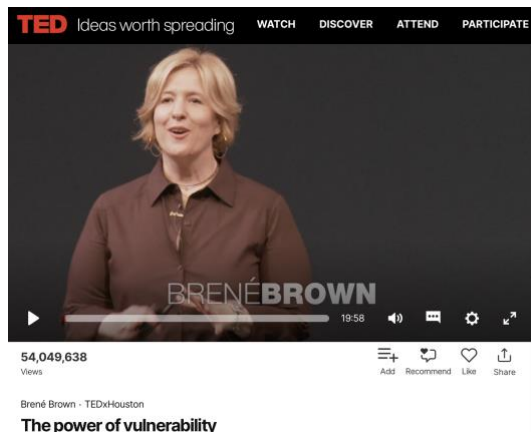 TED Ideas worth spreading WATCH DISCOVER ATTEND PARTICIPATE
BRENÉBROWN
19:58
54,049,638
Views
Add Recommend Like Share
Brené Brown - TEDxHouston
The power of vulnerability